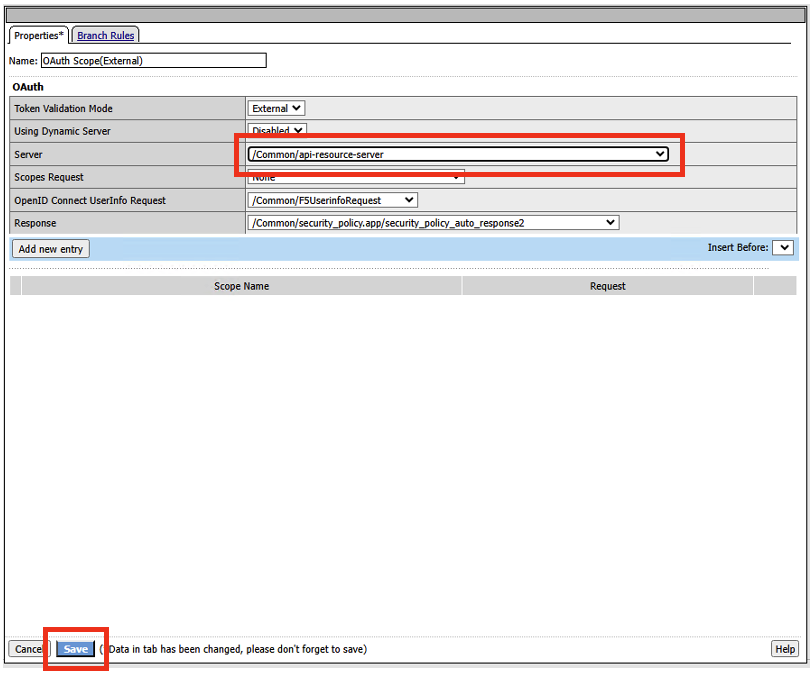 Properties* Branch Rules
Name: OAuth Scope(External)
OAuth
Token Validation Mode External
Using Dynamic Server Disabled
Server /Common/api-resource-server
Scopes Request None
OpenID Connect UserInfo Request /Common/F5UserinfoRequest
Response /Common/security_policy.app/security_policy_auto_response2
Add new entry Insert Before:
Scope Name Request
Cancel Save ( Data in tab has been changed, please don't forget to save) Help